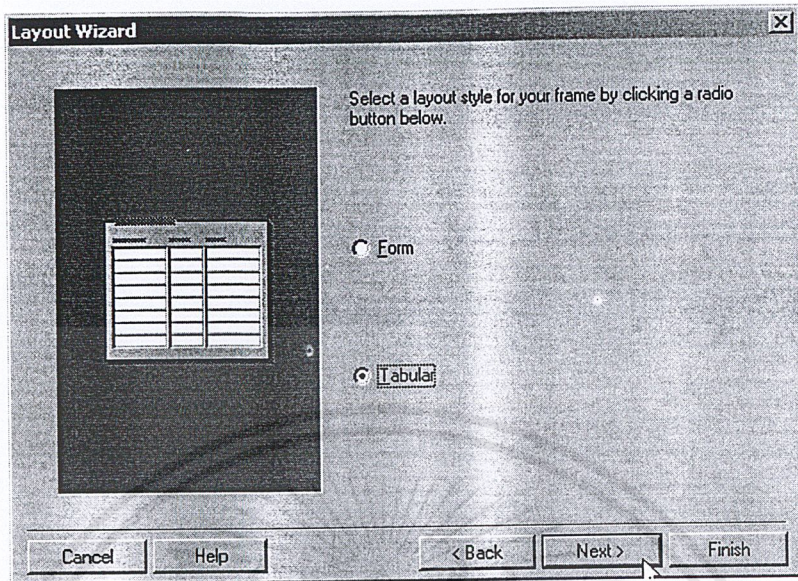 Layout Wizard
Select a layout style for your frame by clicking a radio
button below.
Form
Tabular
Cancel
Help
< Back
Next >
Finish